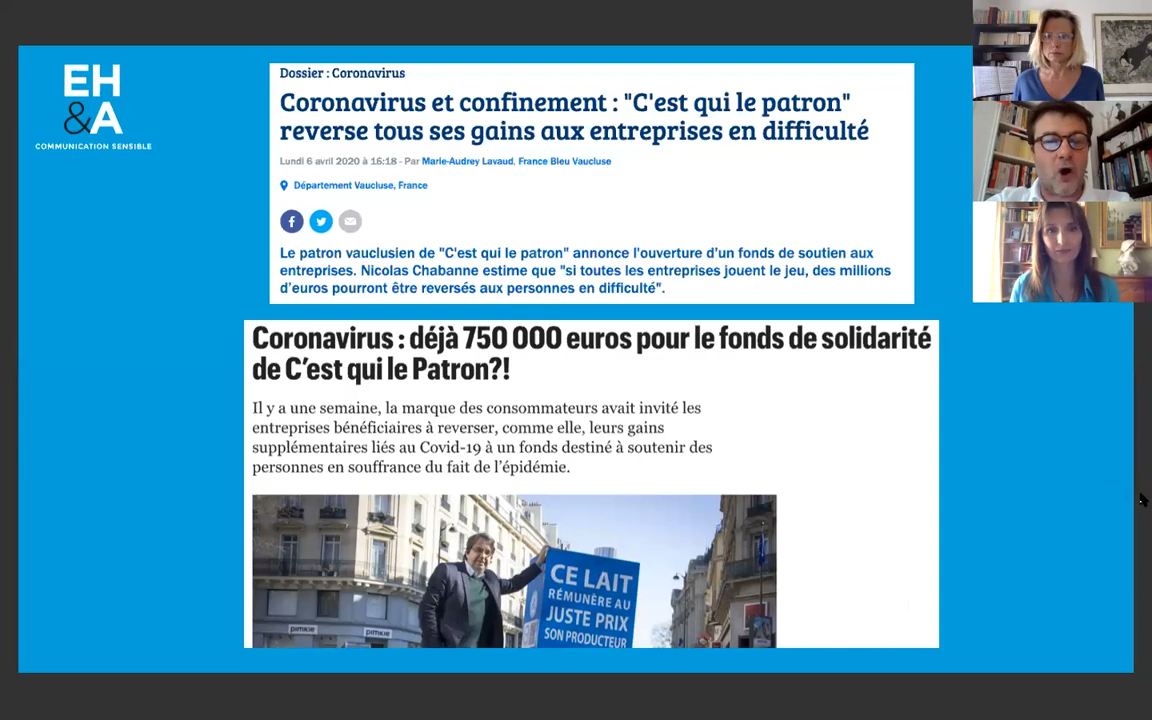 EH
&A
COMMUNICATION SENSIBLE
Dossier : Coronavirus
Coronavirus et confinement : "C'est qui le patron"
reverse tous ses gains aux entreprises en difficulté
Lundi 6 avril 2020 à 16:18 - Par Marie-Audrey Lavaud, France Bleu Vaucluse
Département Vaucluse, France
Le patron vauclusien de "C'est qui le patron" annonce l'ouverture d'un fonds de soutien aux
entreprises. Nicolas Chabanne estime que "si toutes les entreprises jouent le jeu, des millions
d'euros pourront être reversés aux personnes en difficulté".
Coronavirus : déjà 750 000 euros pour le fonds de solidarité
de C’est qui le Patron?!
Il y a une semaine, la marque des consommateurs avait invité les
entreprises bénéficiaires à reverser, comme elle, leurs gains
supplémentaires liés au Covid-19 à un fonds destiné à soutenir des
personnes en souffrance du fait de l’épidémie.
CE LAIT
RÉMUNÈRE AU
JUSTE PRIX
SON PRODUCTEUR
pimkie
pimkie